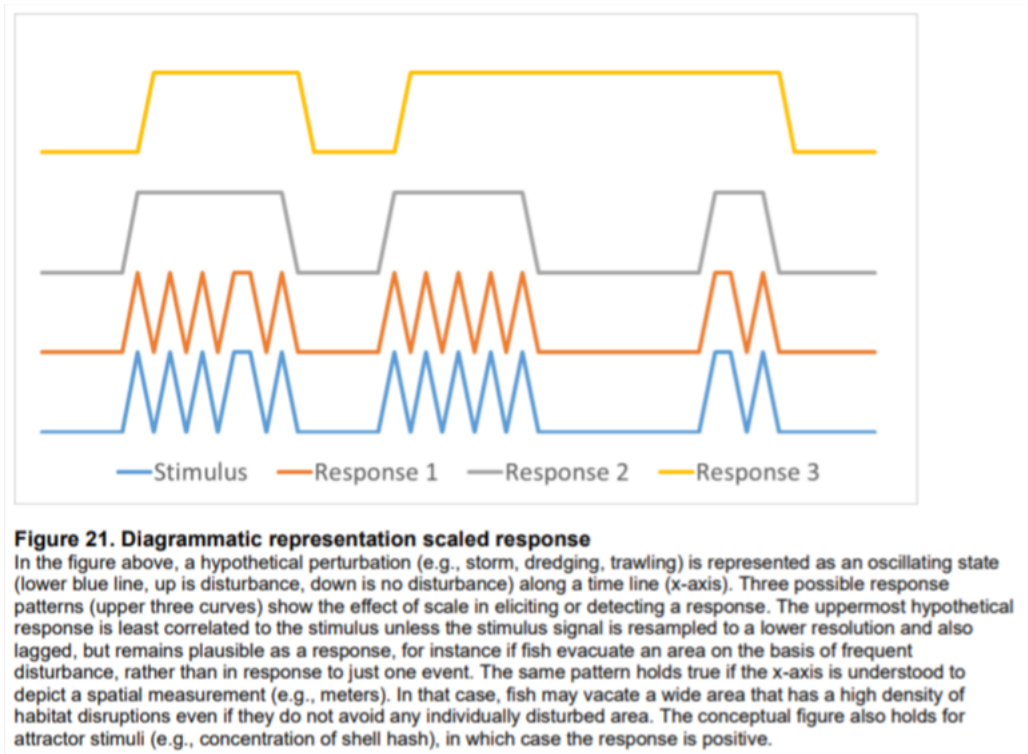 Stimulus Response 1 Response 2 Response 3
Figure 21. Diagrammatic representation scaled response
In the figure above, a hypothetical perturbation (e.g., storm, dredging, trawling) is represented as an oscillating state
(lower blue line, up is disturbance, down is no disturbance) along a time line (x-axis). Three possible response
patterns (upper three curves) show the effect of scale in eliciting or detecting a response. The uppermost hypothetical
response is least correlated to the stimulus unless the stimulus signal is resampled to a lower resolution and also
lagged, but remains plausible as a response, for instance if fish evacuate an area on the basis of frequent
disturbance, rather than in response to just one event. The same pattern holds true if the x-axis is understood to
depict a spatial measurement (e.g., meters). In that case, fish may vacate a wide area that has a high density of
habitat disruptions even if they do not avoid any individually disturbed area. The conceptual figure also holds for
attractor stimuli (e.g., concentration of shell hash), in which case the response is positive.